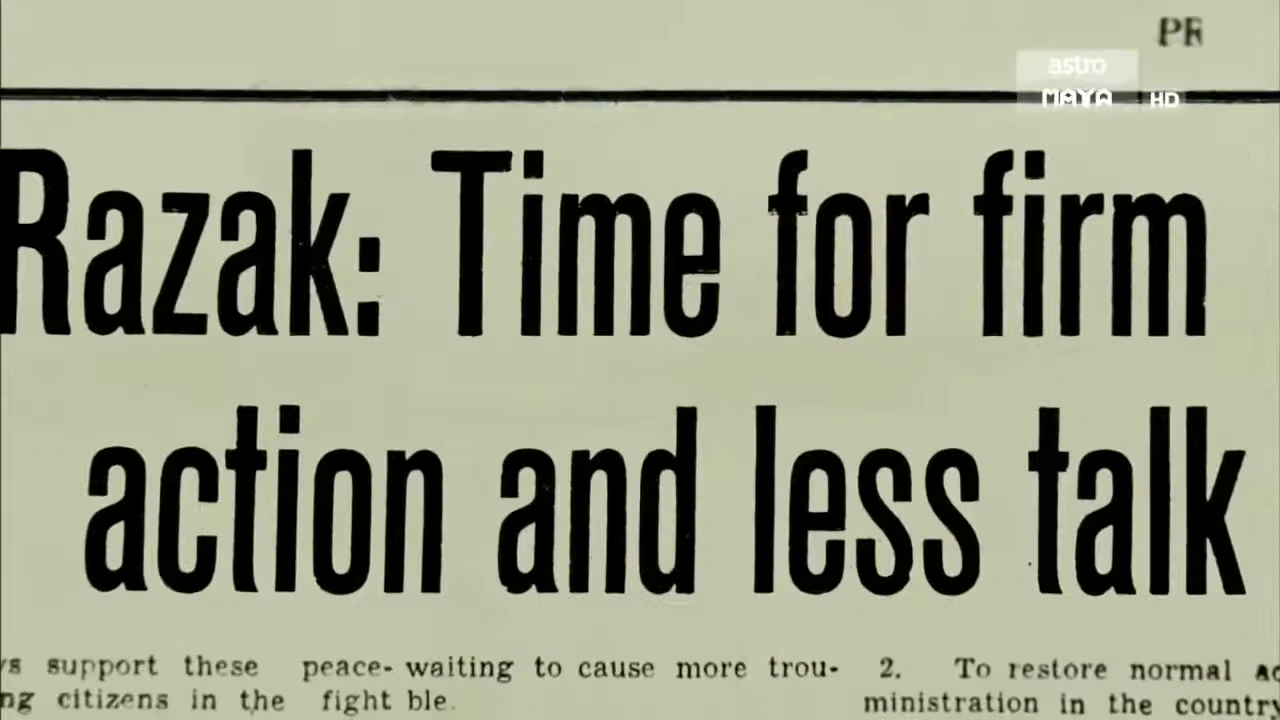 astro
MAYA HD
Razak: Time for firm
action and less talk
support these
citizens in the
peace-
fight
waiting to cause more trou-
ble.
2. To restore normal
ministration in the country